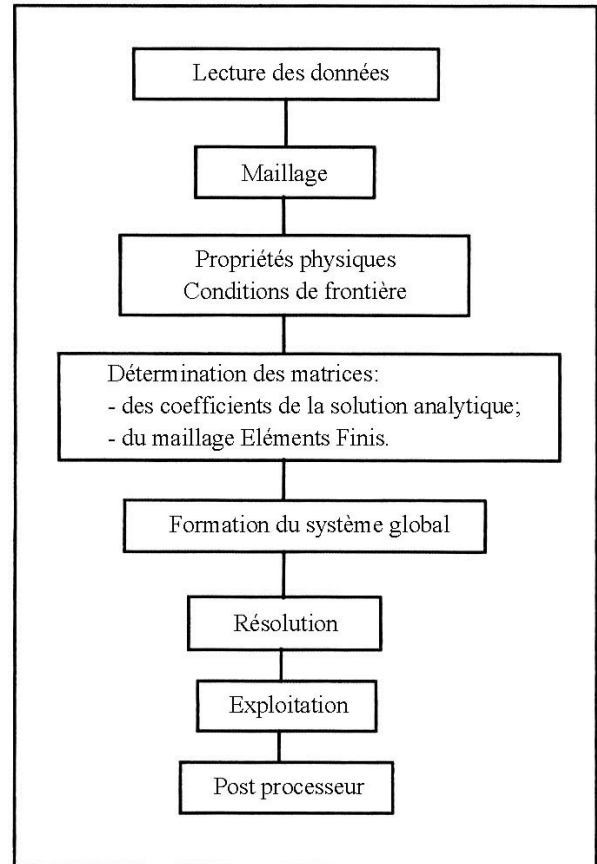 Lecture des données
Maillage
Propriétés physiques
Conditions de frontière
Détermination des matrices:
- des coefficients de la solution analytique;
- du maillage Eléments Finis.
Formation du système global
Résolution
Exploitation
Post processeur